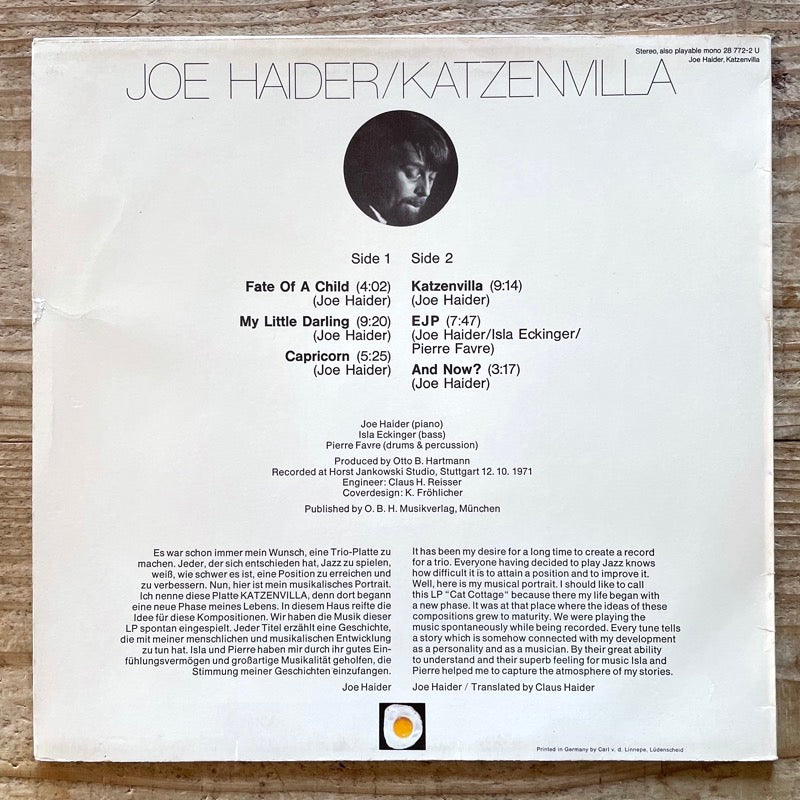 Stereo, also playable mono 28 772-2 U
Joe Haider, Katzenvilla
JOE HAIDER/KATZENVILLA
Side 1
Fate Of A Child (4:02)
(Joe Haider)
My Little Darling (9:20)
(Joe Haider)
Capricorn (5:25)
(Joe Haider)
Side 2
Katzenvilla (9:14)
(Joe Haider)
EJP (7:47)
(Joe Haider/Isla Eckinger/
Pierre Favre)
And Now? (3:17)
(Joe Haider)
Joe Haider (piano)
Isla Eckinger (bass)
Pierre Favre (drums & percussion)
Produced by Otto B. Hartmann
Recorded at Horst Jankowski Studio, Stuttgart 12. 10. 1971
Engineer: Claus H. Reisser
Coverdesign: K. Fröhlicher
Published by O. B. H. Musikverlag, München
Es war schon immer mein Wunsch, eine Trio-Platte zu
machen. Jeder, der sich entschieden hat, Jazz zu spielen,
weiß, wie schwer es ist, eine Position zu erreichen und
zu verbessern. Nun, hier ist mein musikalisches Portrait.
Ich nenne diese Platte KATZENVILLA, denn dort begann
eine neue Phase meines Lebens. In diesem Haus reifte die
Idee für diese Kompositionen. Wir haben die Musik dieser
LP spontan eingespielt. Jeder Titel erzählt eine Geschichte,
die mit meiner menschlichen und musikalischen Entwicklung
zu tun hat. Isla und Pierre haben mir durch ihr gutes Ein-
fühlungsvermögen und großartige Musikalität geholfen, die
Stimmung meiner Geschichten einzufangen.
Joe Haider
It has been my desire for a long time to create a record
for a trio. Everyone having decided to play Jazz knows
how difficult it is to attain a position and to improve it.
Well, here is my musical portrait. I should like to call
this LP "Cat Cottage" because there my life began with
a new phase. It was at that place where the ideas of these
compositions grew to maturity. We were playing the
music spontaneously while being recorded. Every tune tells
a story which is somehow connected with my development
as a personality and as a musician. By their great ability
to understand and their superb feeling for music Isla and
Pierre helped me to capture the atmosphere of my stories.
Joe Haider / Translated by Claus Haider
Printed in Germany by Carl v. d. Linnepe, Lüdenscheid